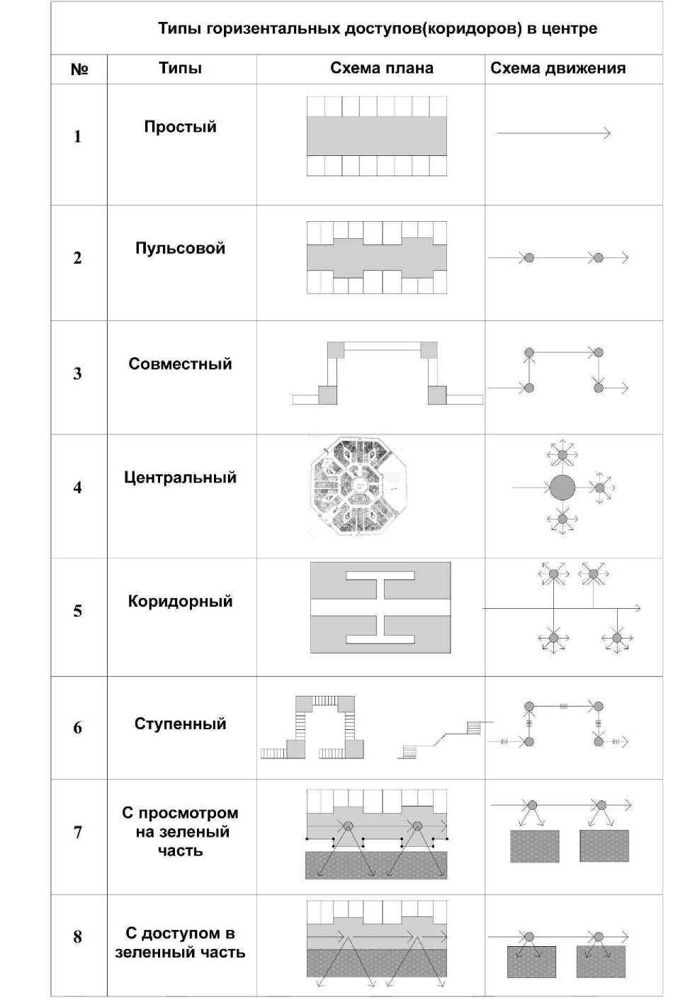 Типы горизентальных доступов(коридоров) в центре
№ Типы Схема плана Схема движения
1 Простый
2 Пульсовой
3 Совместный
4 Центральный
5 Коридорный
6 Ступенный
7 С просмотром
на зеленый
часть
8 С доступом в
зеленный часть